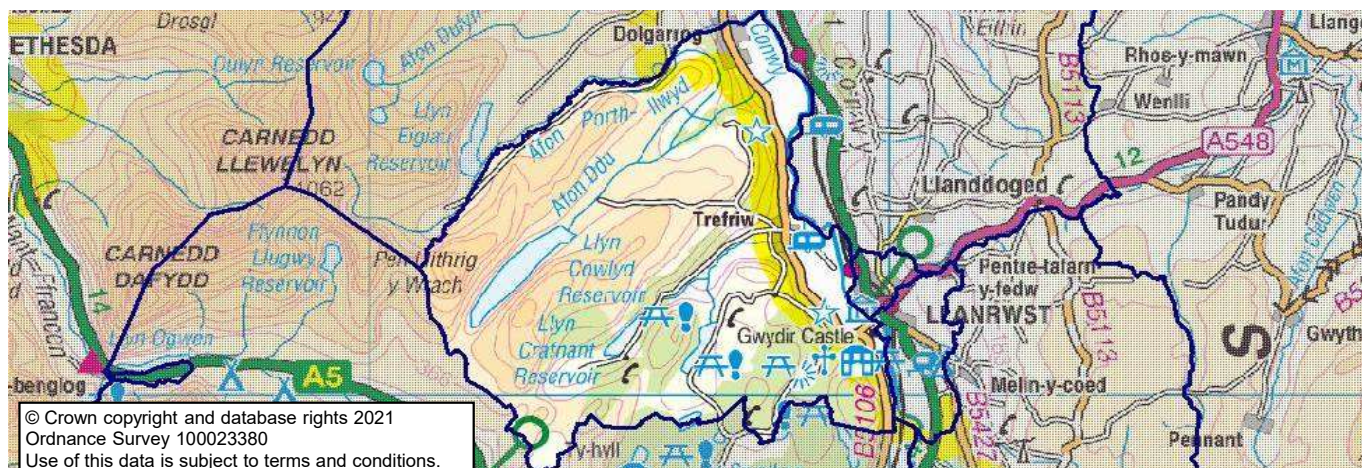 Drosgl
ETHESDA
Dulyn Reservoir
Afon Dulyn
Dolgarrog
Conwy
B5113
Rhos-y-mawn
Llang
Wenlli
A548
12
CARNEDD
LLEWELYN
1062
Llyn
Eigiau
Reservoir
Afon Porth-llwyd
Afon Ddu
Llanddoged
Pandy
Tudur
Afon Cledwen
Trefriw
CARNEDD
DAFYDD
Ffynnon
Llugwy
Reservoir
Pen Llithrig
y Wrach
Llyn
Cowlyd
Reservoir
Pentre-tafarn
y-fedw
LLANRWST
B5113
14
Llyn Ogwen
Llyn
Crafnant
Reservoir
Gwydir Castle
S
Gwyth
-benglog
A5
B5106
Melin-y-coed
B5427
Pennant
y-hyll
© Crown copyright and database rights 2021
Ordnance Survey 100023380
Use of this data is subject to terms and conditions.